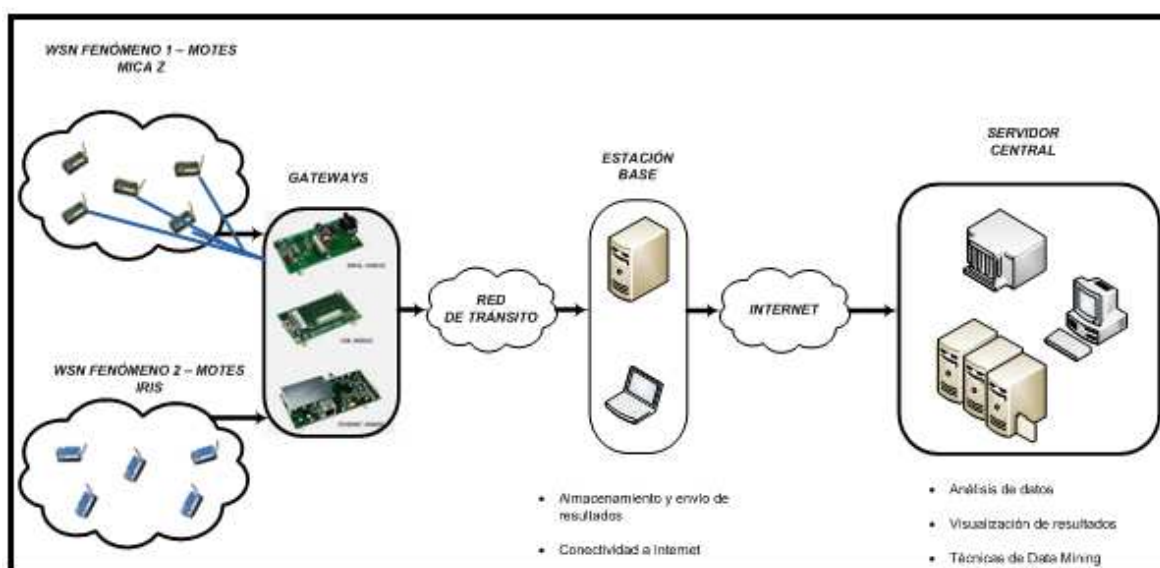 WSN FENÓMENO 1 – MOTES
MICA Z
GATEWAYS
ESTACIÓN
BASE
SERVIDOR
CENTRAL
RED
DE TRÁNSITO
INTERNET
WSN FENÓMENO 2 – MOTES
IRIS
• Almacenamiento y envío de
resultados
• Conectividad a Internet
• Análisis de datos
• Visualización de resultados
• Técnicas de Data Mining